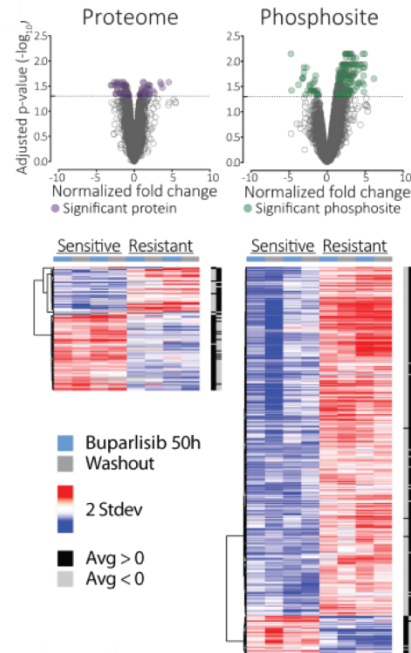 Proteome Phosphosite
Adjusted p-value (-log₁₀)
2.5 2.5
2.0 2.0
1.5 1.5
1.0 1.0
0.5 0.5
0.0 0.0
-10 -5 0 5 10 -10 -5 0 5 10
Normalized fold change Normalized fold change
Significant protein Significant phosphosite
Sensitive Resistant Sensitive Resistant
Buparlisib 50h
Washout
2 Stdev
Avg > 0
Avg < 0